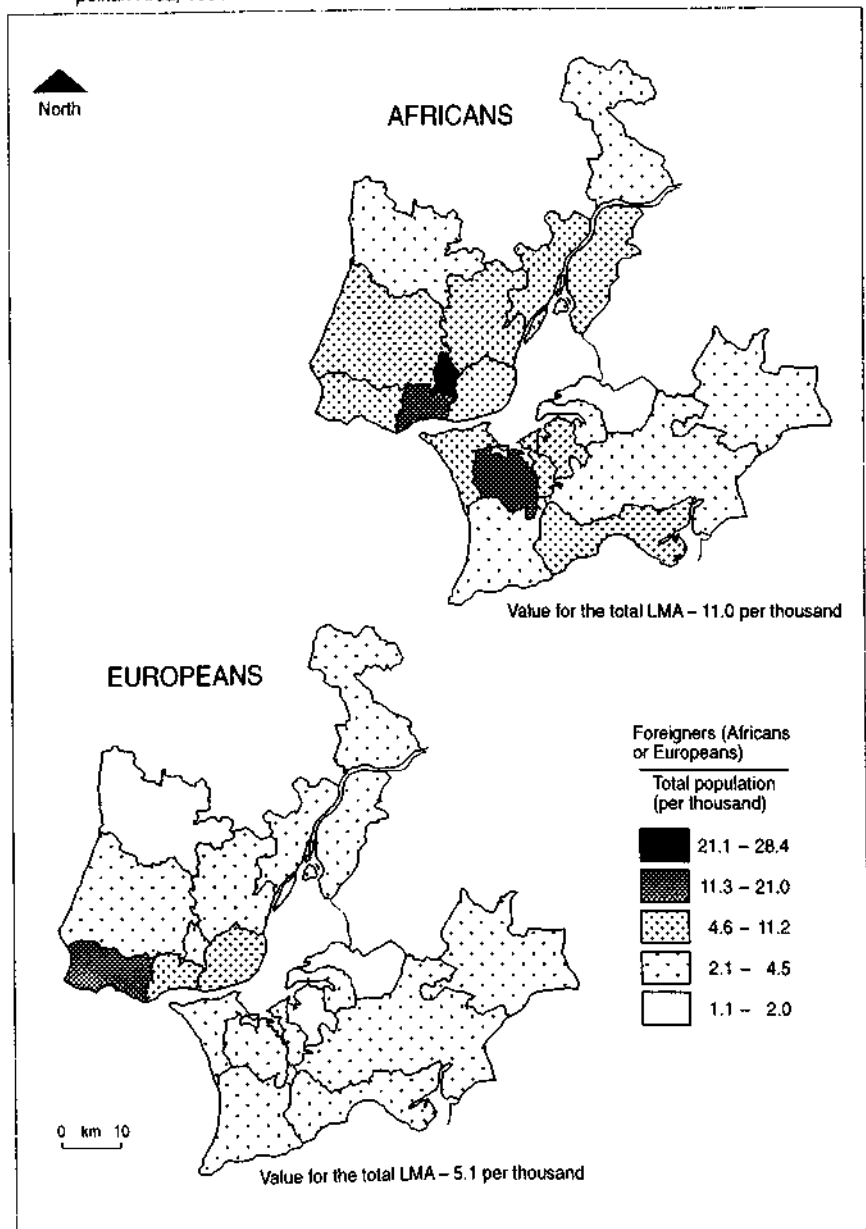 North
AFRICANS
Value for the total LMA – 11.0 per thousand
EUROPEANS
Foreigners (Africans
or Europeans)
Total population
(per thousand)
21.1 – 28.4
11.3 – 21.0
4.6 – 11.2
2.1 – 4.5
1.1 – 2.0
0 km 10
Value for the total LMA – 5.1 per thousand